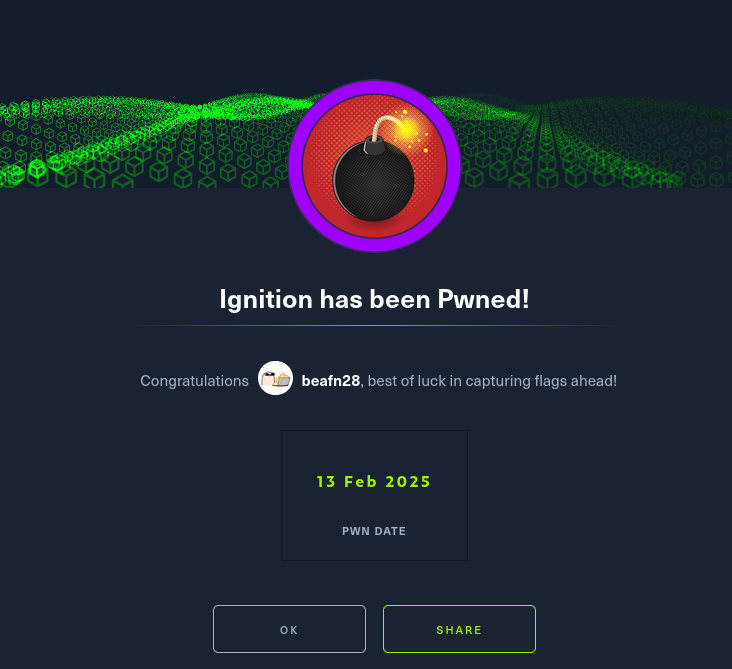 Ignition has been Pwned!
Congratulations beafn28, best of luck in capturing flags ahead!
13 Feb 2025
PWN DATE
OK
SHARE